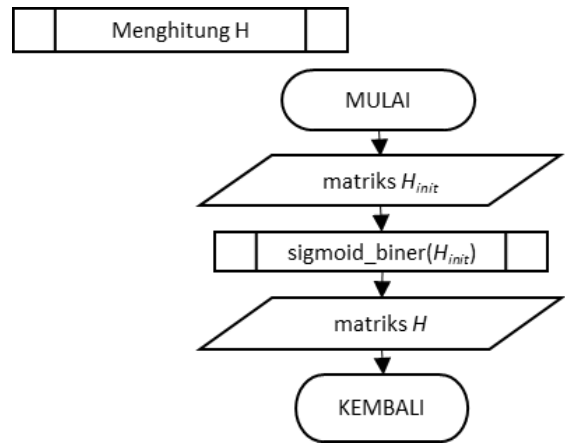 Menghitung H
MULAI
matriks H_init
sigmoid_biner(H_init)
matriks H
KEMBALI